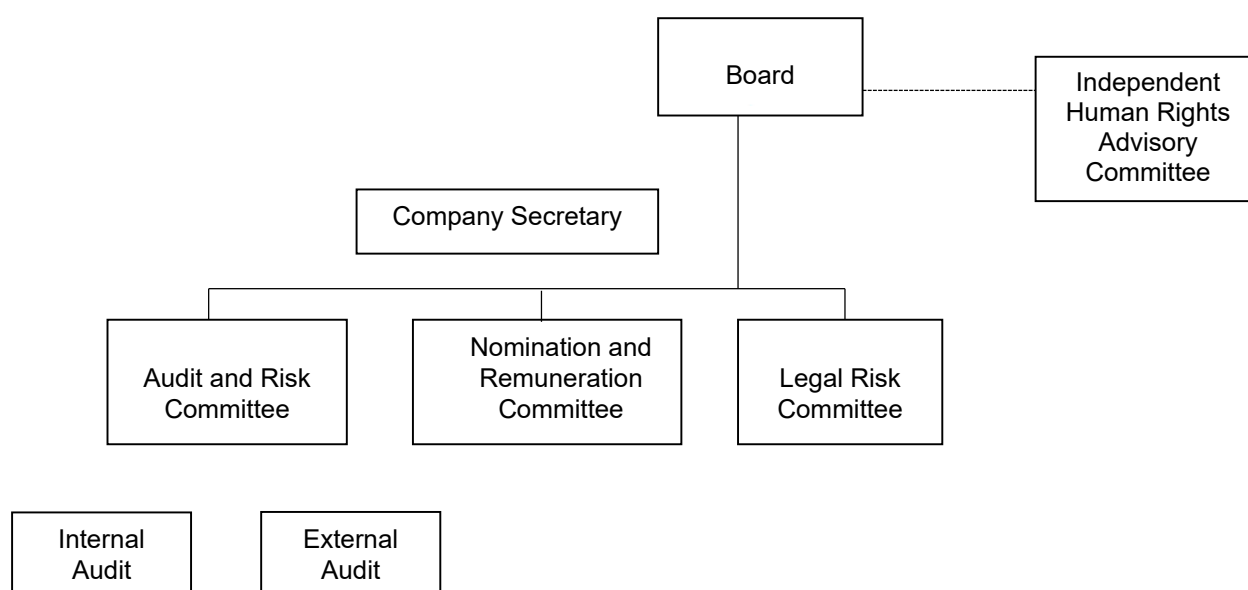 Board
Independent
Human Rights
Advisory
Committee
Company Secretary
Audit and Risk
Committee
Nomination and
Remuneration
Committee
Legal Risk
Committee
Internal
Audit
External
Audit